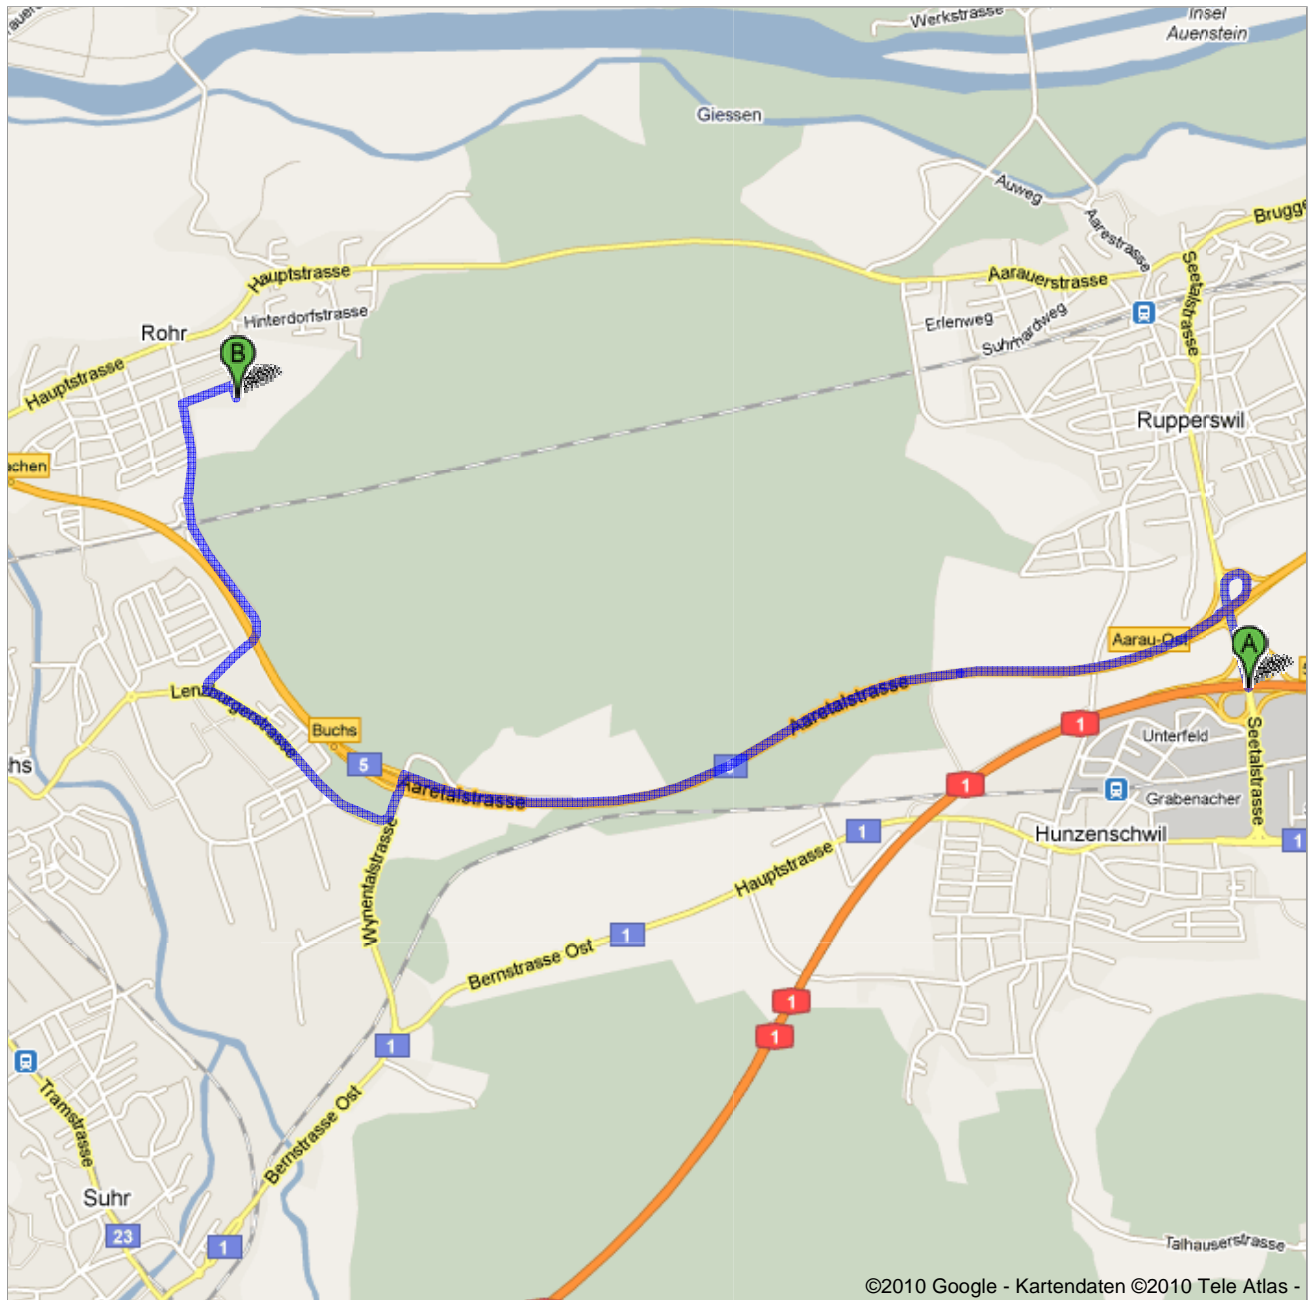 Werkstrasse
Insel
Auenstein
Giessen
Auweg
Aarestrasse
Hauptstrasse
Aarauerstrasse
Seetalstrasse
Hinterdorfstrasse
Erlenweg
Suhrhardweg
Rohr
B
Hauptstrasse
Rupperswil
Aarau-Ost
A
Lenzburgerstrasse
Aaretalstrasse
Buchs
5
Aaretalstrasse
1
Unterfeld
Seetalstrasse
1
Grabenacher
Hunzenschwil
1
1
Wynentalstrasse
Hauptstrasse
1
Bernstrasse Ost
1
1
1
Tramstrasse
Bernstrasse Ost
Suhr
23
1
Talhauserstrasse
©2010 Google - Kartendaten ©2010 Tele Atlas -